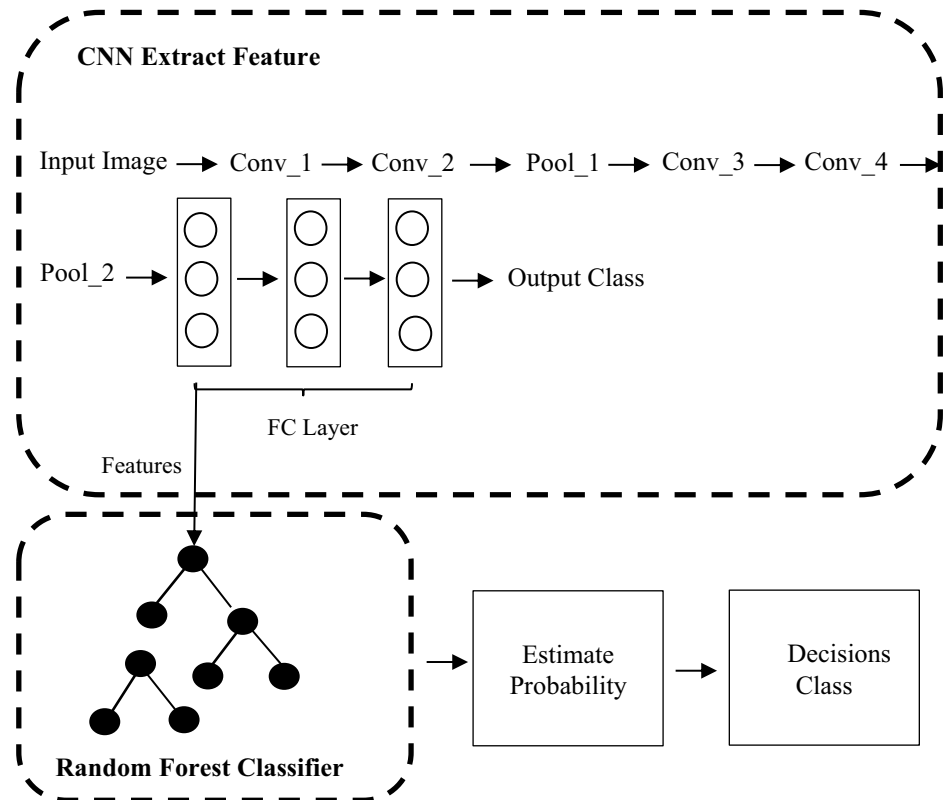 CNN Extract Feature
Input Image Conv_1 Conv_2 Pool_1 Conv_3 Conv_4
Pool_2 Output Class
FC Layer
Features
Estimate
Probability
Decisions
Class
Random Forest Classifier